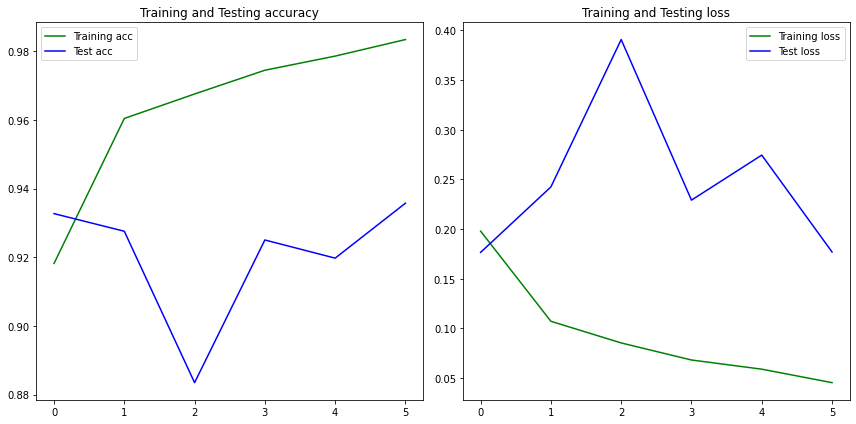 Training and Testing accuracy
Training acc
Test acc
0.98
0.96
0.94
0.92
0.90
0.88
0 1 2 3 4 5
Training and Testing loss
Training loss
Test loss
0.40
0.35
0.30
0.25
0.20
0.15
0.10
0.05
0 1 2 3 4 5